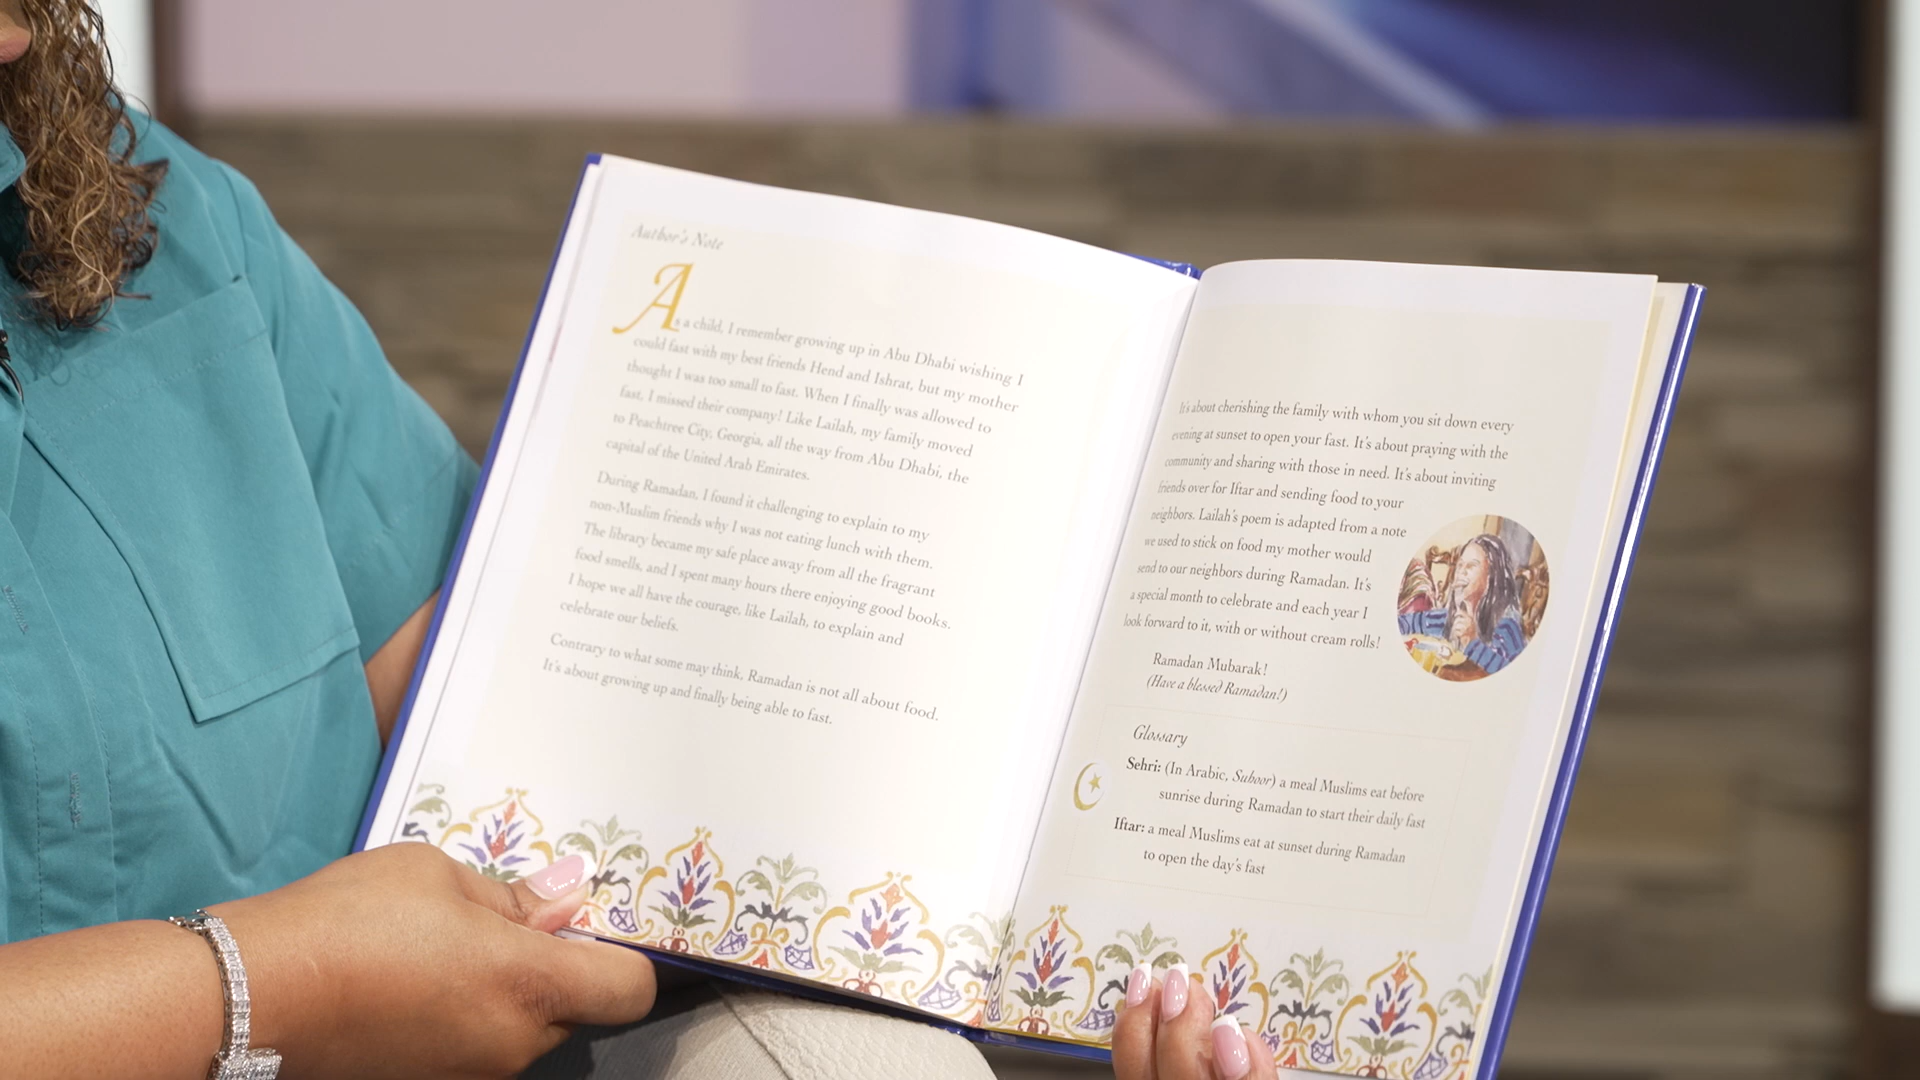 Author's Note
As a child, I remember growing up in Abu Dhabi wishing I
could fast with my best friends Hend and Ishrat, but my mother
thought I was too small to fast. When I finally was allowed to
fast, I missed their company! Like Lailah, my family moved
to Peachtree City, Georgia, all the way from Abu Dhabi, the
capital of the United Arab Emirates.
During Ramadan, I found it challenging to explain to my
non-Muslim friends why I was not eating lunch with them.
The library became my safe place away from all the fragrant
food smells, and I spent many hours there enjoying good books.
I hope we all have the courage, like Lailah, to explain and
celebrate our beliefs.
Contrary to what some may think, Ramadan is not all about food.
It's about growing up and finally being able to fast.
It's about cherishing the family with whom you sit down every
evening at sunset to open your fast. It's about praying with the
community and sharing with those in need. It's about inviting
friends over for Iftar and sending food to your
neighbors. Lailah's poem is adapted from a note
we used to stick on food my mother would
send to our neighbors during Ramadan. It's
a special month to celebrate and each year I
look forward to it, with or without cream rolls!
Ramadan Mubarak!
(Have a blessed Ramadan!)
Glossary
Sehri: (In Arabic, Suhoor) a meal Muslims eat before
sunrise during Ramadan to start their daily fast
Iftar: a meal Muslims eat at sunset during Ramadan
to open the day's fast